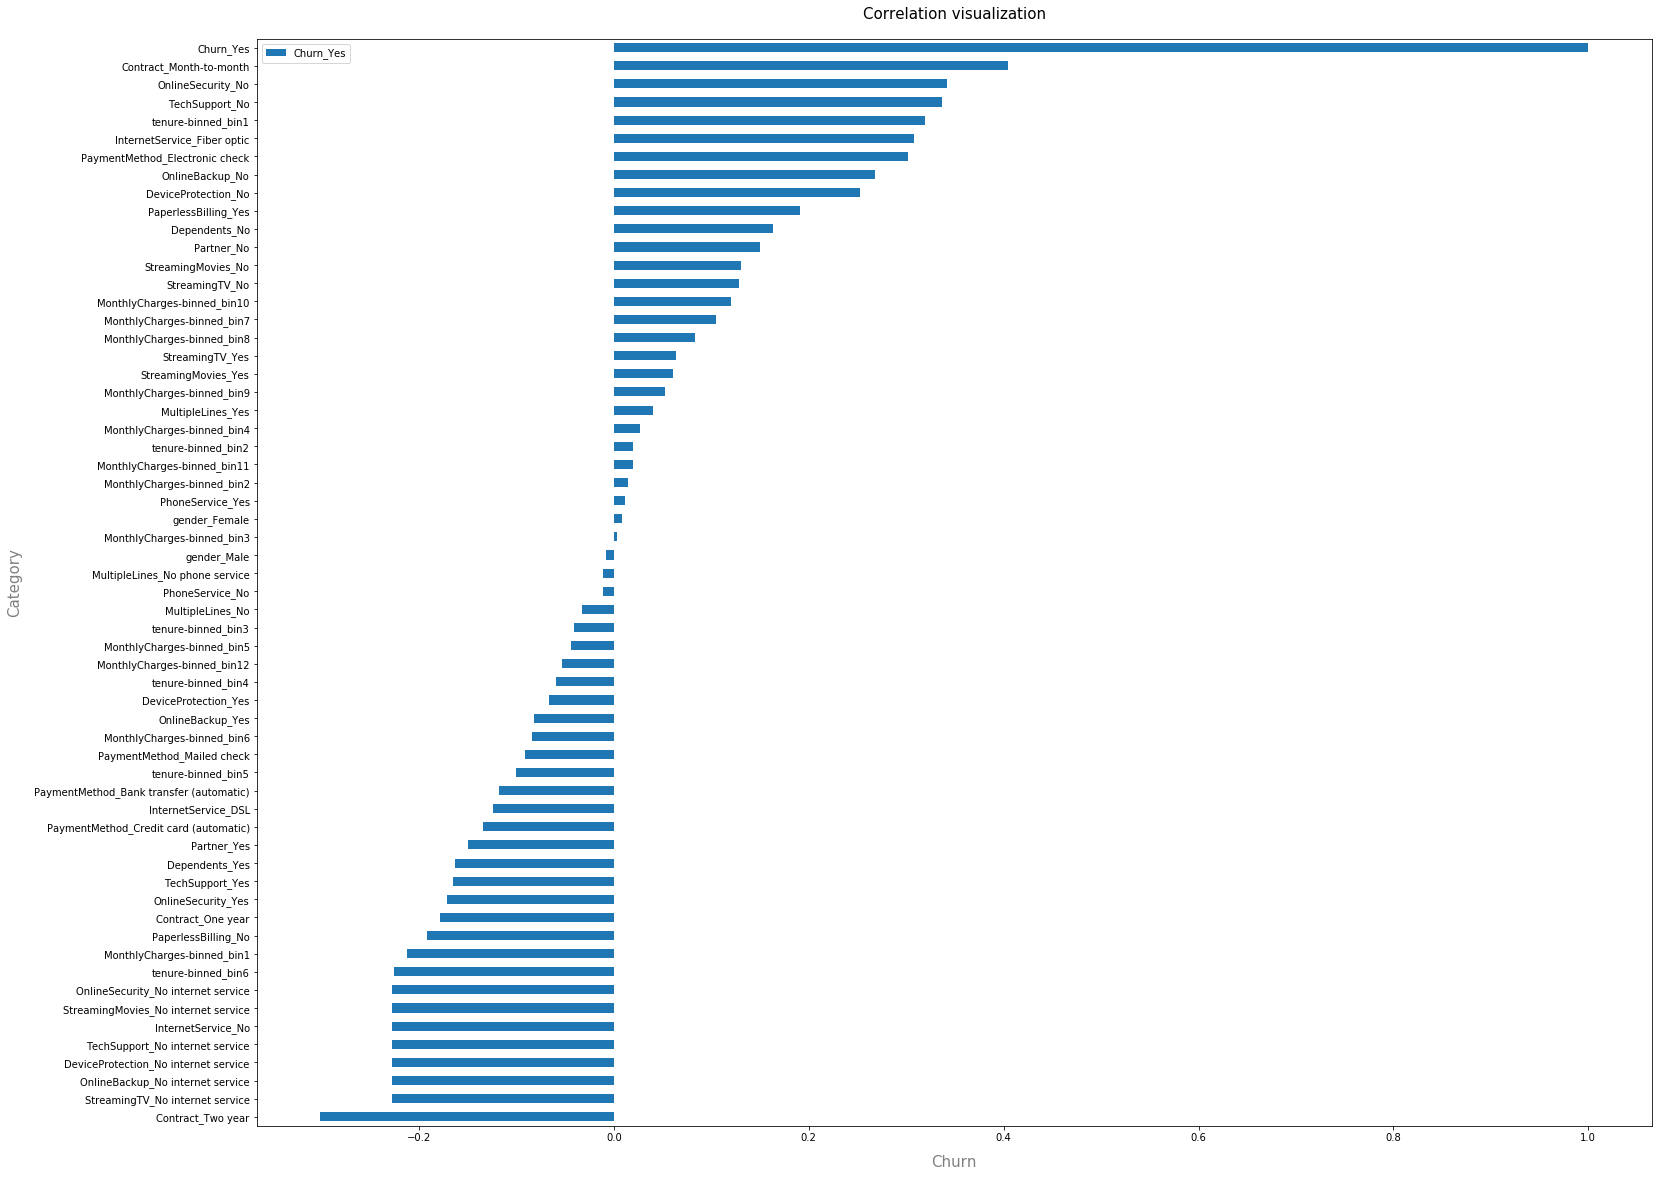 Correlation visualization
Churn_Yes
Churn_Yes
Contract_Month-to-month
OnlineSecurity_No
TechSupport_No
tenure-binned_bin1
InternetService_Fiber optic
PaymentMethod_Electronic check
OnlineBackup_No
DeviceProtection_No
PaperlessBilling_Yes
Dependents_No
Partner_No
StreamingMovies_No
StreamingTV_No
MonthlyCharges-binned_bin10
MonthlyCharges-binned_bin7
MonthlyCharges-binned_bin8
StreamingTV_Yes
StreamingMovies_Yes
MonthlyCharges-binned_bin9
MultipleLines_Yes
MonthlyCharges-binned_bin4
tenure-binned_bin2
MonthlyCharges-binned_bin11
MonthlyCharges-binned_bin2
PhoneService_Yes
gender_Female
MonthlyCharges-binned_bin3
gender_Male
MultipleLines_No phone service
PhoneService_No
MultipleLines_No
tenure-binned_bin3
MonthlyCharges-binned_bin5
MonthlyCharges-binned_bin12
tenure-binned_bin4
DeviceProtection_Yes
OnlineBackup_Yes
MonthlyCharges-binned_bin6
PaymentMethod_Mailed check
tenure-binned_bin5
PaymentMethod_Bank transfer (automatic)
InternetService_DSL
PaymentMethod_Credit card (automatic)
Partner_Yes
Dependents_Yes
TechSupport_Yes
OnlineSecurity_Yes
Contract_One year
PaperlessBilling_No
MonthlyCharges-binned_bin1
tenure-binned_bin6
OnlineSecurity_No internet service
StreamingMovies_No internet service
InternetService_No
TechSupport_No internet service
DeviceProtection_No internet service
OnlineBackup_No internet service
StreamingTV_No internet service
Contract_Two year
Category
−0.2 0.0 0.2 0.4 0.6 0.8 1.0
Churn